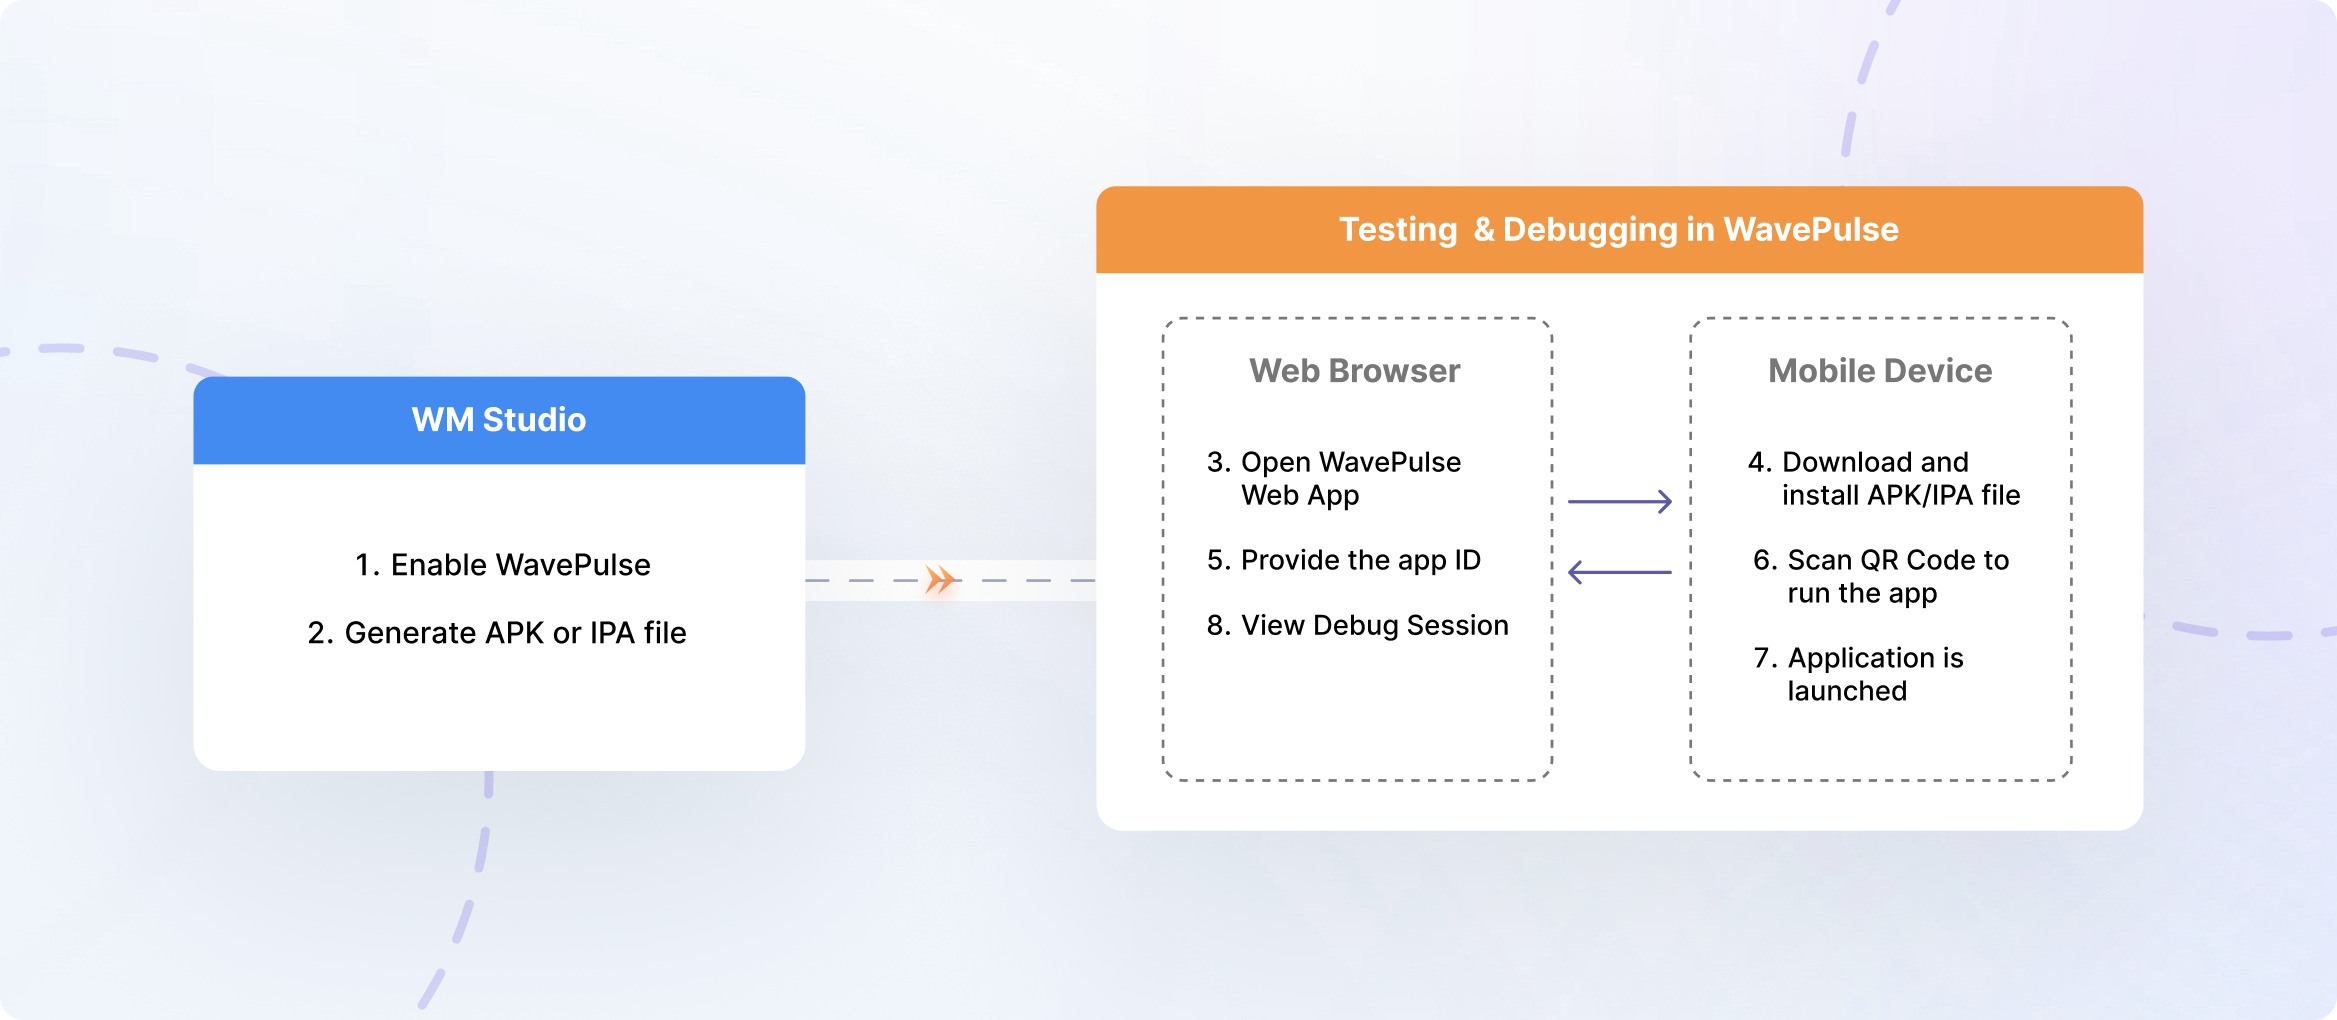 WM Studio
1. Enable WavePulse
2. Generate APK or IPA file
Testing & Debugging in WavePulse
Web Browser
3. Open WavePulse
Web App
5. Provide the app ID
8. View Debug Session
Mobile Device
4. Download and
install APK/IPA file
6. Scan QR Code to
run the app
7. Application is
launched